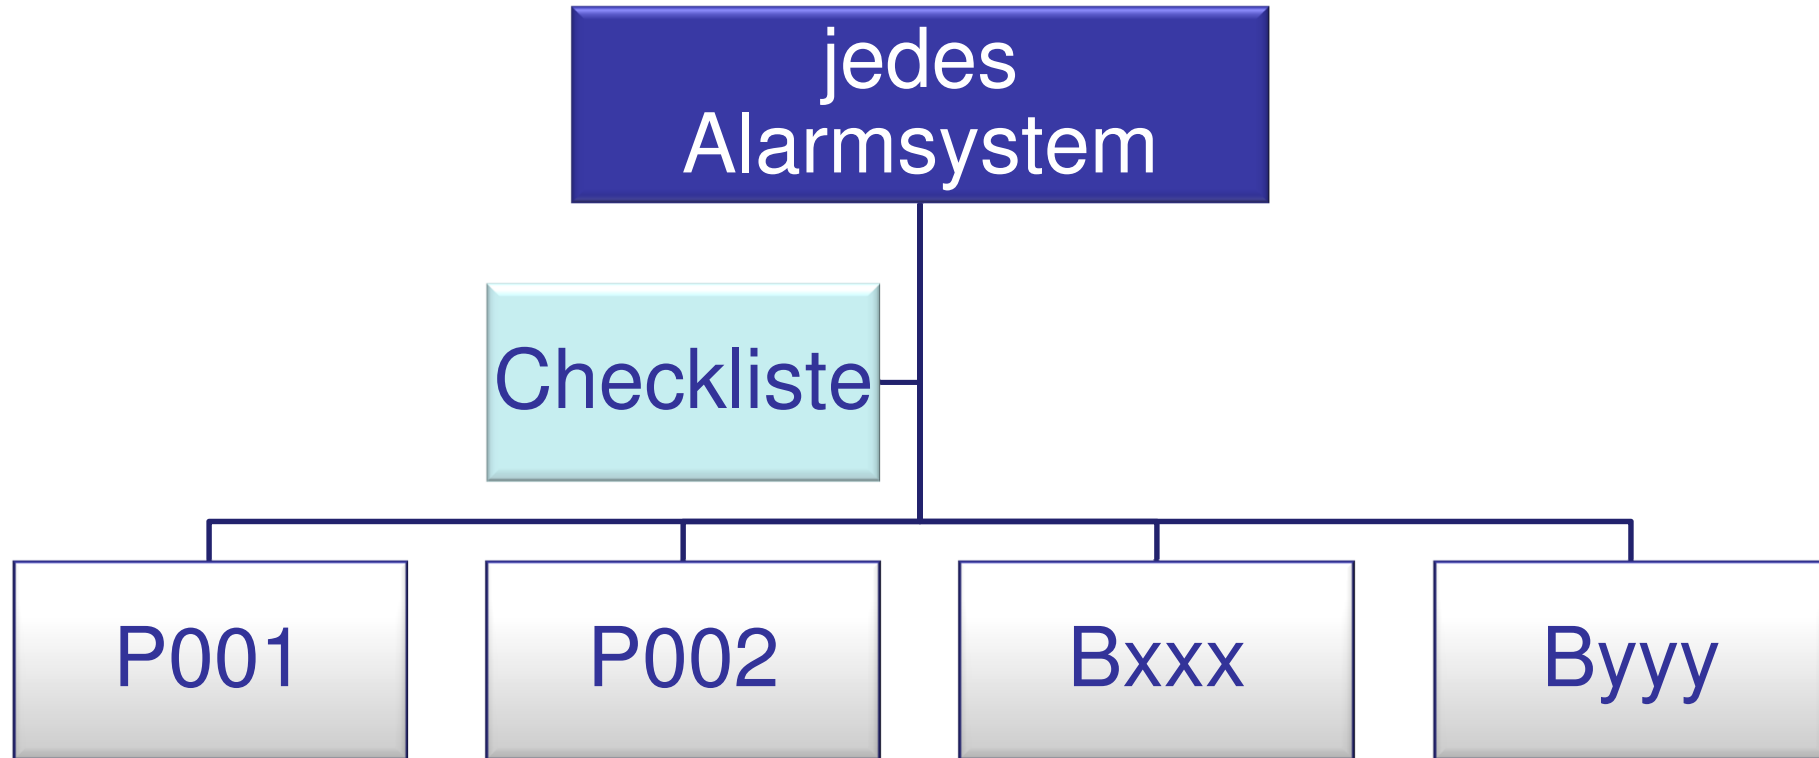 jedes
Alarmsystem
Checkliste
P001
P002
Bxxx
Byyy